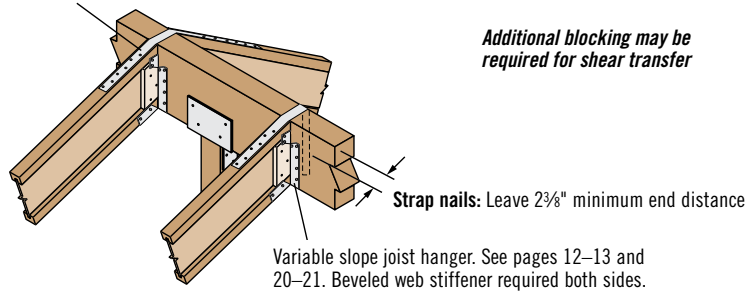 Additional blocking may be
required for shear transfer
Strap nails: Leave 2⅜" minimum end distance
Variable slope joist hanger. See pages 12–13 and
20–21. Beveled web stiffener required both sides.